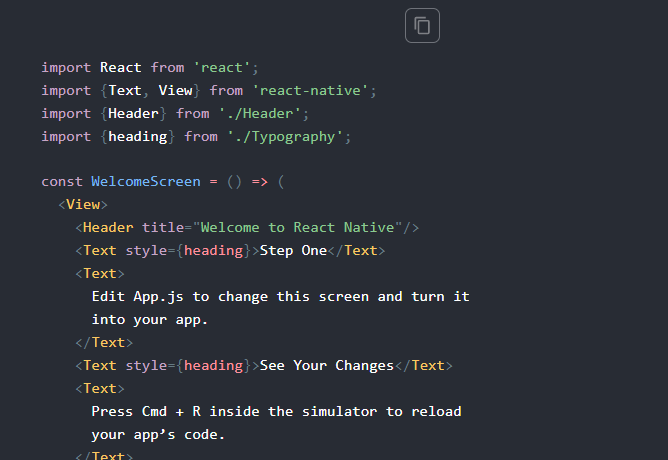 import React from 'react';
import {Text, View} from 'react-native';
import {Header} from './Header';
import {heading} from './Typography';
const WelcomeScreen = () => (
<View>
<Header title="Welcome to React Native"/>
<Text style={heading}>Step One</Text>
<Text>
Edit App.js to change this screen and turn it
into your app.
</Text>
<Text style={heading}>See Your Changes</Text>
<Text>
Press Cmd + R inside the simulator to reload
your app’s code.
</Text>